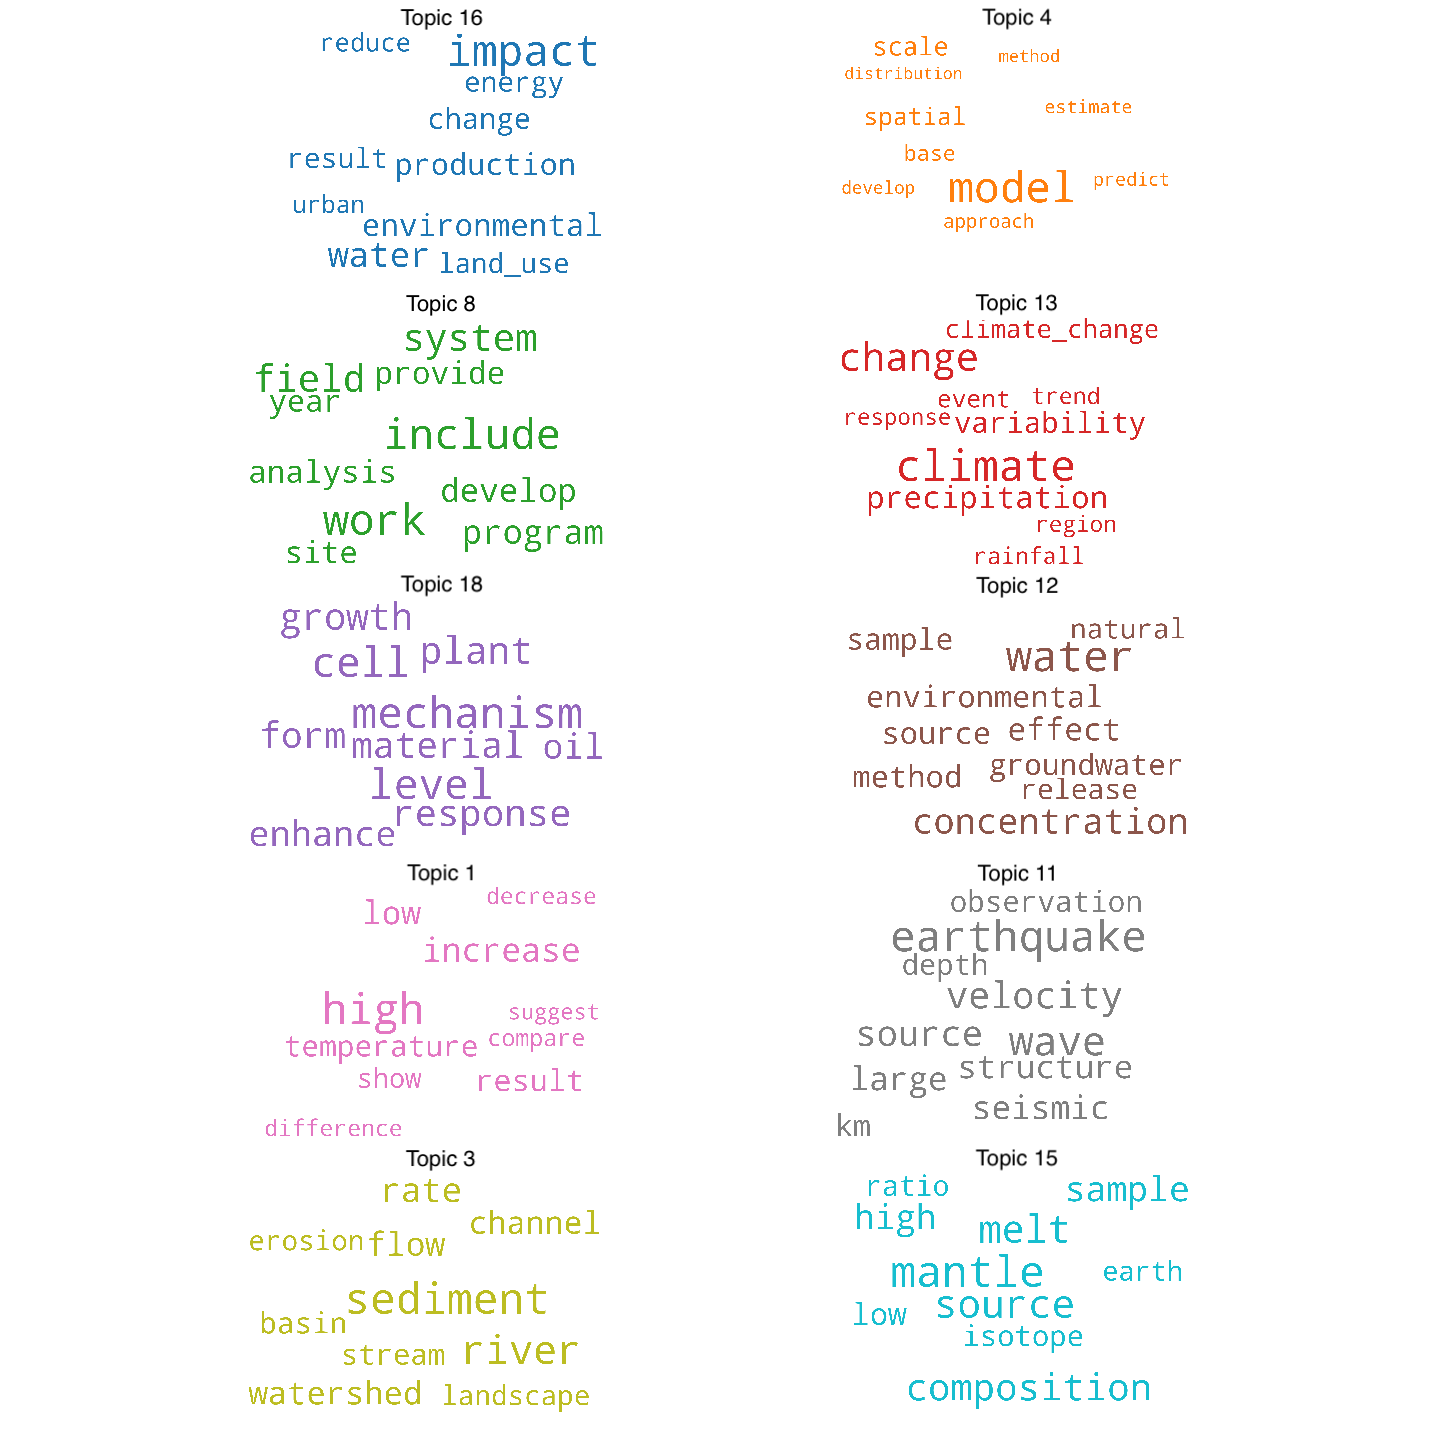 Topic 16
reduce impact
energy
change
result production
urban
environmental
water land_use
Topic 4
scale method
distribution
estimate
spatial
base
develop model predict
approach
Topic 8
system
field provide
year
include
analysis
develop
work program
site
Topic 13
climate_change
change
event trend
response variability
climate
precipitation
region
rainfall
Topic 18
growth
cell plant
mechanism
form material oil
level
response
enhance
Topic 12
sample natural
water
environmental
source effect
method groundwater
release
concentration
Topic 1
low decrease
increase
high suggest
temperature compare
show result
difference
Topic 11
observation
earthquake
depth
velocity
source wave
large structure
seismic
km
Topic 3
rate
channel
erosion flow
sediment
basin
stream river
watershed landscape
Topic 15
ratio sample
high melt
mantle earth
low source
isotope
composition